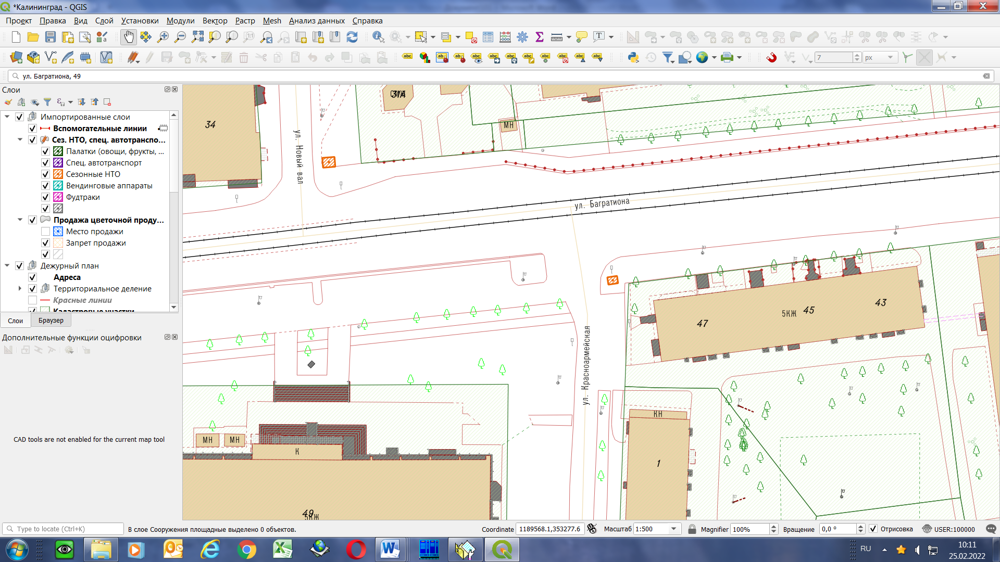 *Калининград - QGIS
Проект Правка Вид Слой Установки Модули Вектор Растр Mesh Анализ данных Справка
7 px
ул. Багратиона, 49
Слои
Импортированные слои
Вспомогательные линии
Сез. НТО, спец. автотранспо...
Палатки (овощи, фрукты, ...
Спец. автотранспорт
Сезонные НТО
Вендинговые аппараты
Фудтраки
Продажа цветочной проду...
Место продажи
Запрет продажи
Дежурный план
Адреса
Территориальное деление
Красные линии
Кадастровые участки
Слои Браузер
Дополнительные функции оцифровки
CAD tools are not enabled for the current map tool
34
МН
ул. Новый вал
ул. Багратиона
47
5КЖ
45
43
ул. Красноармейская
КН
1
МН
МН
К
49
5КЖ
Type to locate (Ctrl+K) В слое Сооружения площадные выделено 0 объектов. Coordinate 1189568.1,353277.6 Масштаб 1:500 Magnifier 100% Вращение 0,0 ° Отрисовка USER:100000
RU
10:11
25.02.2022